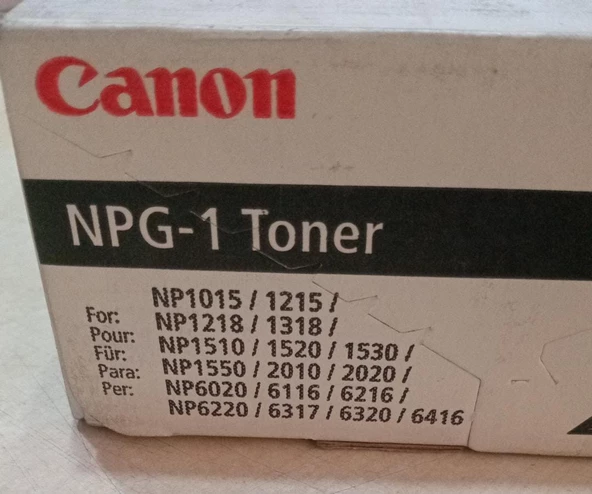 Canon
NPG-1 Toner
For:
Pour:
Für:
Para:
Per:
NP1015 / 1215 /
NP1218 / 1318 /
NP1510 / 1520 / 1530 /
NP1550 / 2010 / 2020 /
NP6020 / 6116 / 6216 /
NP6220 / 6317 / 6320 / 6416